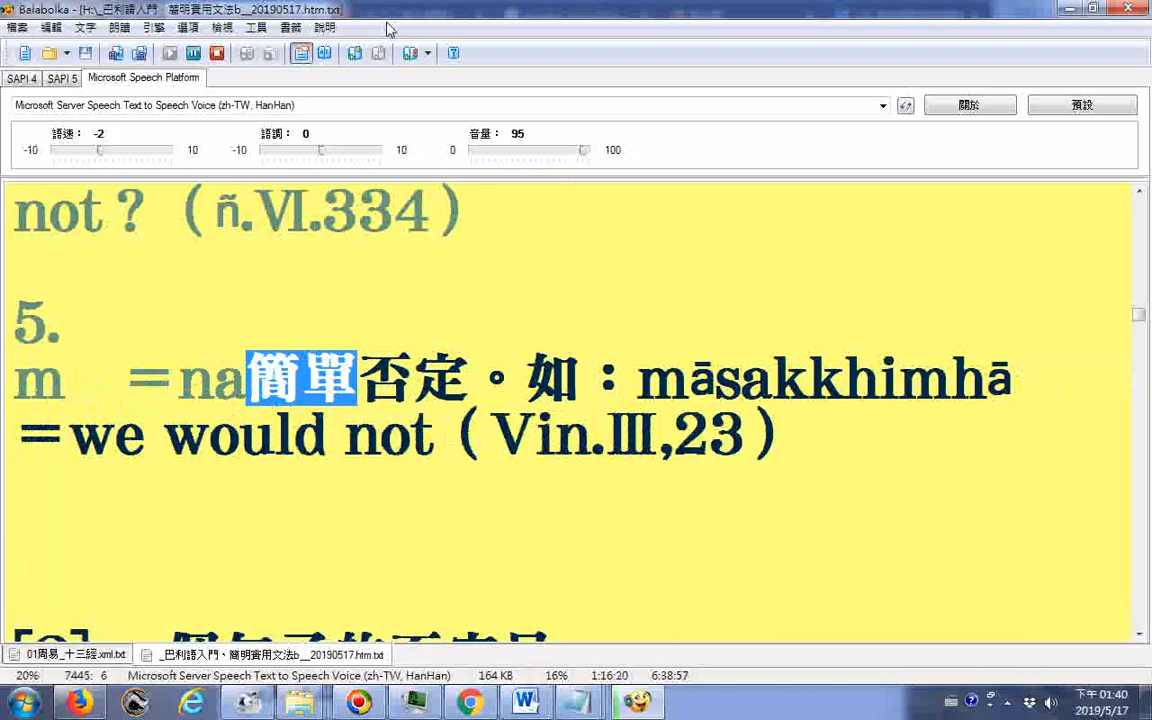 Balabolka - [H:\_巴利語入門、簡明實用文法b__20190517.htm.txt]
檔案 編輯 文字 朗讀 引擎 選項 檢視 工具 書籤 說明
SAPI 4 SAPI 5 Microsoft Speech Platform
Microsoft Server Speech Text to Speech Voice (zh-TW, HanHan) 關於 預設
語速： -2 語調： 0 音量： 95
-10 10 -10 10 0 100
not？（ñ.Ⅵ.334）
5.
m ＝na簡單否定。如：māsakkhimhā
＝we would not（Vin.Ⅲ,23）
01周易_十三經.xml.txt _巴利語入門、簡明實用文法b__20190517.htm.txt
20% 7445: 6 Microsoft Server Speech Text to Speech Voice (zh-TW, HanHan) 164 KB 16% 1:16:20 6:38:57
下午 01:40
2019/5/17